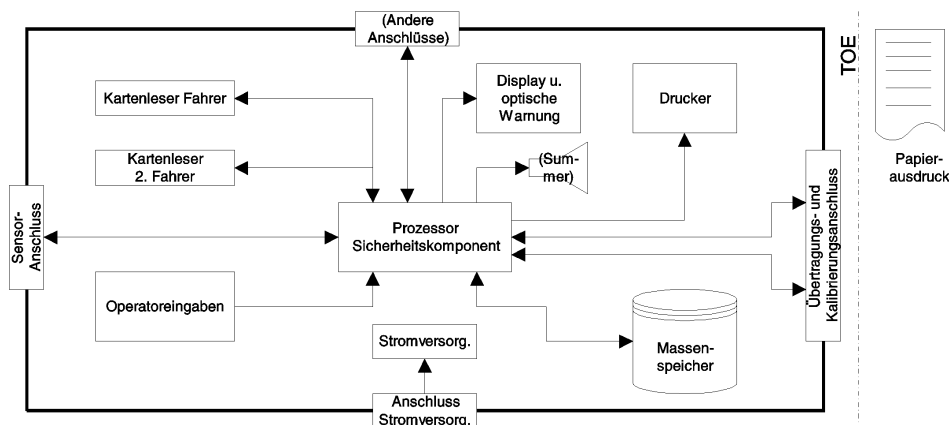 (Andere
Anschlüsse)
TOE
Kartenleser Fahrer
Display u.
optische
Warnung
Drucker
Kartenleser
2. Fahrer
(Sum-
mer)
Papier-
ausdruck
Sensor-
Anschluss
Prozessor
Sicherheitskomponent
Übertragungs- und
Kalibrierungsanschluss
Operatoreingaben
Stromversorg.
Massen-
speicher
Anschluss
Stromversorg.